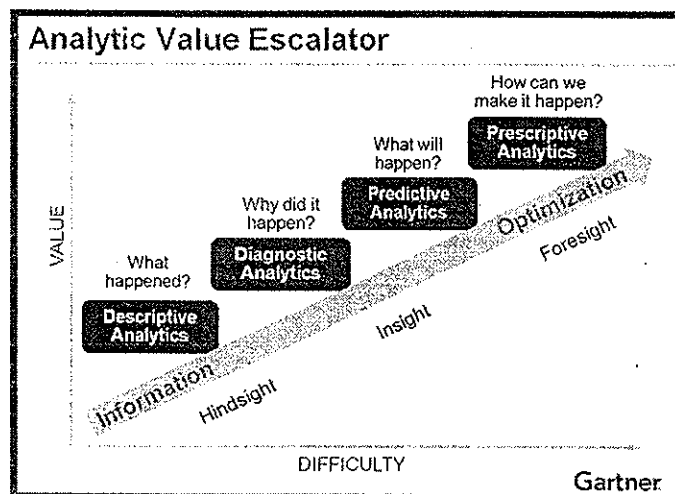 Analytic Value Escalator
How can we
make it happen?
Prescriptive
Analytics
What will
happen?
Predictive
Analytics
Why did it
happen?
Diagnostic
Analytics
What
happened?
Descriptive
Analytics
VALUE
Information
Optimization
Hindsight
Insight
Foresight
DIFFICULTY
Gartner